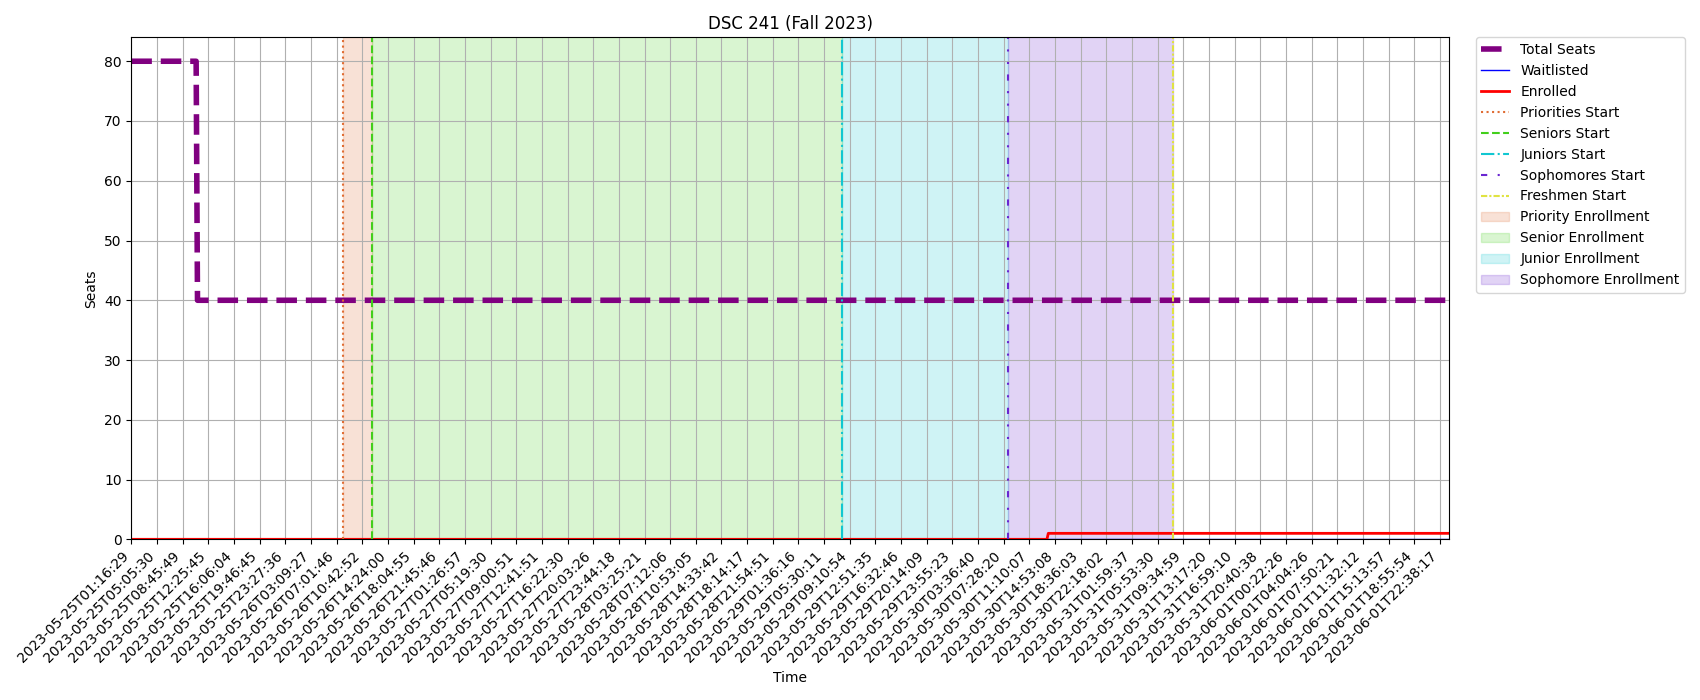 DSC 241 (Fall 2023)
Total Seats
Waitlisted
Enrolled
Priorities Start
Seniors Start
Juniors Start
Sophomores Start
Freshmen Start
Priority Enrollment
Senior Enrollment
Junior Enrollment
Sophomore Enrollment
Seats
80
70
60
50
40
30
20
10
0
2023-05-25T01:16:29
2023-05-25T05:05:30
2023-05-25T08:45:49
2023-05-25T12:25:45
2023-05-25T16:06:04
2023-05-25T19:46:45
2023-05-25T23:27:36
2023-05-26T03:09:27
2023-05-26T07:01:46
2023-05-26T10:42:52
2023-05-26T14:24:00
2023-05-26T18:04:55
2023-05-26T21:45:46
2023-05-27T01:26:57
2023-05-27T05:19:30
2023-05-27T09:00:51
2023-05-27T12:41:51
2023-05-27T16:22:30
2023-05-27T20:03:26
2023-05-27T23:44:18
2023-05-28T03:25:21
2023-05-28T07:12:06
2023-05-28T10:53:05
2023-05-28T14:33:42
2023-05-28T18:14:17
2023-05-28T21:54:51
2023-05-29T01:36:16
2023-05-29T05:30:11
2023-05-29T09:10:54
2023-05-29T12:51:35
2023-05-29T16:32:46
2023-05-29T20:14:09
2023-05-29T23:55:23
2023-05-30T03:36:40
2023-05-30T07:28:20
2023-05-30T11:10:07
2023-05-30T14:53:08
2023-05-30T18:36:03
2023-05-30T22:18:02
2023-05-31T01:59:37
2023-05-31T05:53:30
2023-05-31T09:34:59
2023-05-31T13:17:20
2023-05-31T16:59:10
2023-05-31T20:40:38
2023-06-01T00:22:26
2023-06-01T04:04:26
2023-06-01T07:50:21
2023-06-01T11:32:12
2023-06-01T15:13:57
2023-06-01T18:55:54
2023-06-01T22:38:17
Time